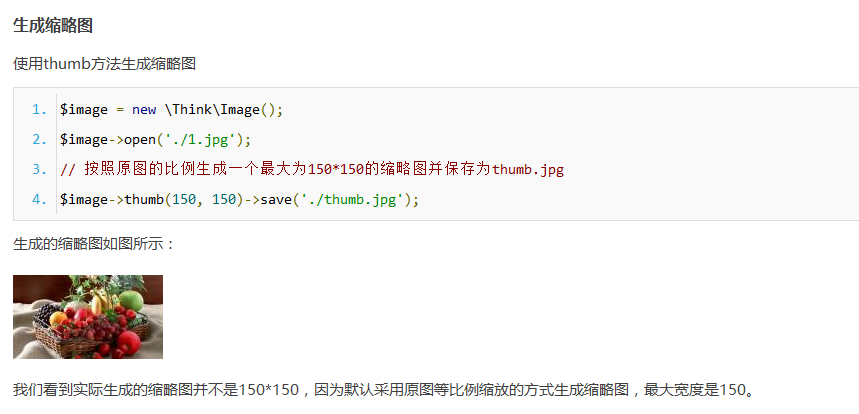 生成缩略图
使用thumb方法生成缩略图
1. $image = new \Think\Image();
2. $image->open('./1.jpg');
3. // 按照原图的比例生成一个最大为150*150的缩略图并保存为thumb.jpg
4. $image->thumb(150, 150)->save('./thumb.jpg');
生成的缩略图如图所示：
我们看到实际生成的缩略图并不是150*150，因为默认采用原图等比例缩放的方式生成缩略图，最大宽度是150。